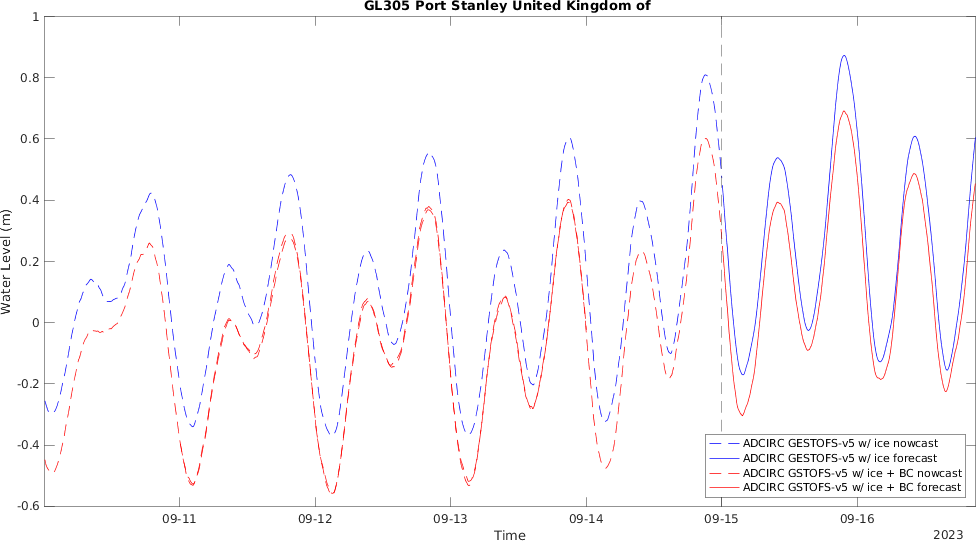 GL305 Port Stanley United Kingdom of
1
0.8
0.6
0.4
0.2
0
-0.2
-0.4
-0.6
Water Level (m)
09-11 09-12 09-13 09-14 09-15 09-16
Time
2023
ADCIRC GESTOFS-v5 w/ ice nowcast
ADCIRC GESTOFS-v5 w/ ice forecast
ADCIRC GSTOFS-v5 w/ ice + BC nowcast
ADCIRC GSTOFS-v5 w/ ice + BC forecast